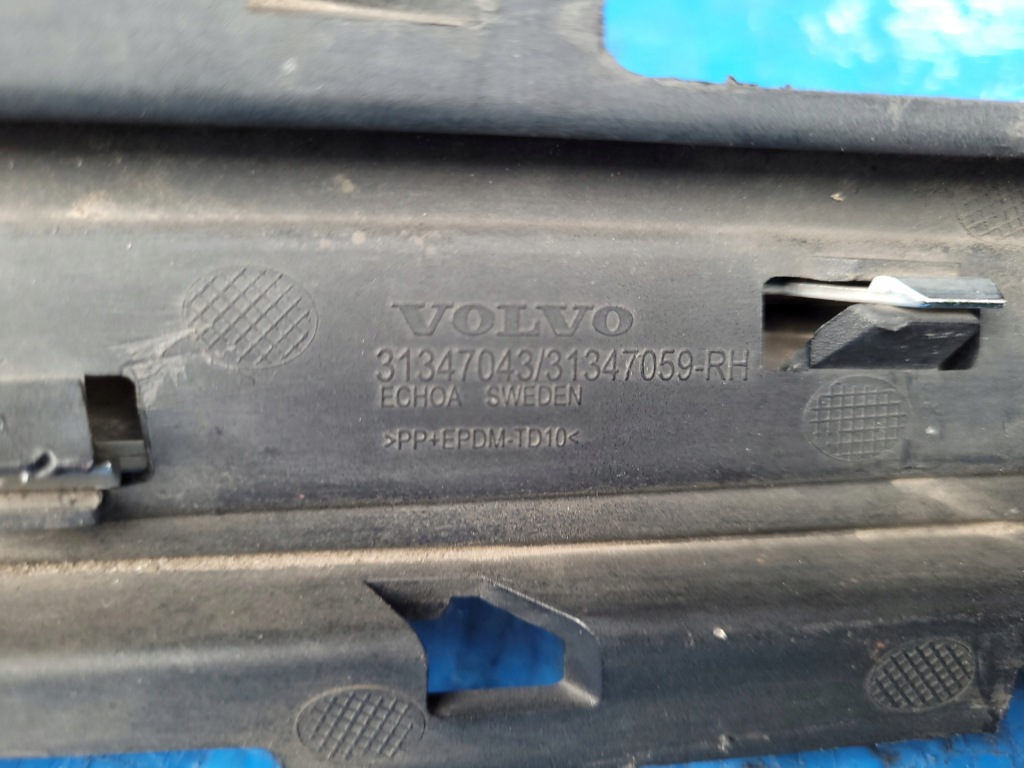 VOLVO
31347043/31347059-RH
ECHOA SWEDEN
>PP+EPDM-TD10<